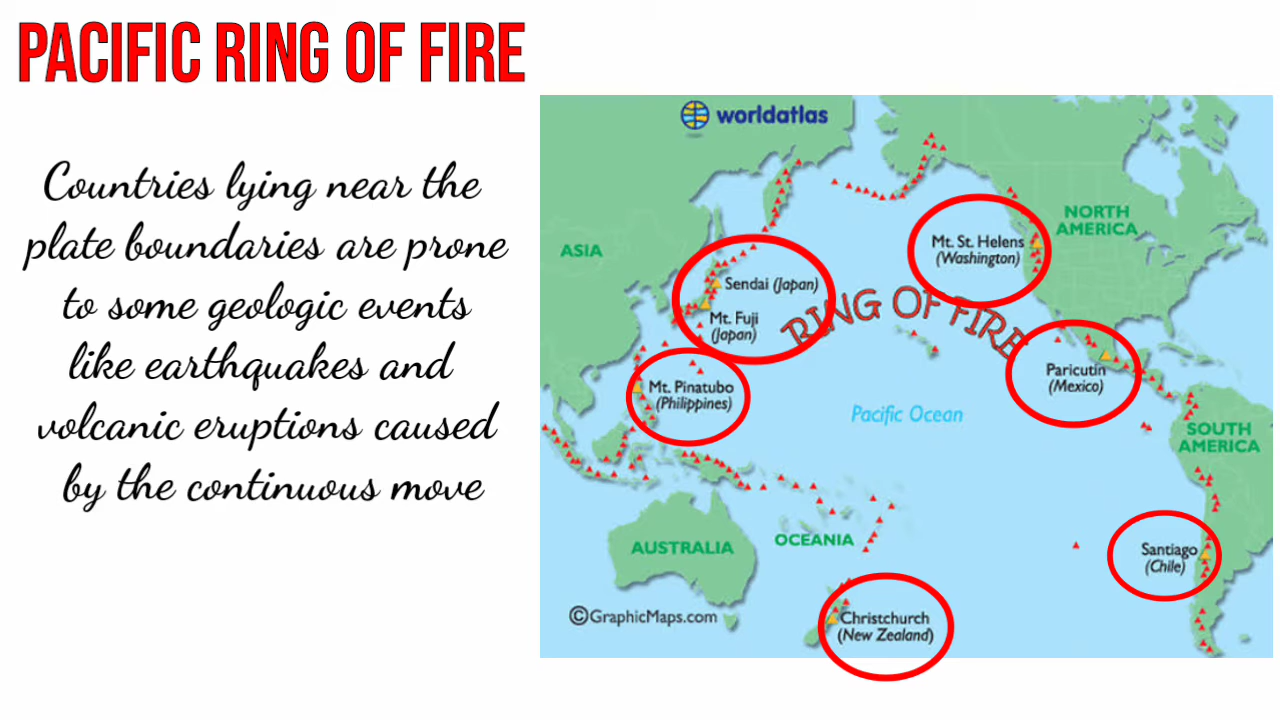 PACIFIC RING OF FIRE
Countries lying near the
plate boundaries are prone
to some geologic events
like earthquakes and
volcanic eruptions caused
by the continuous move
worldatlas
ASIA
NORTH
AMERICA
Mt. St. Helens
(Washington)
Sendai (Japan)
Mt. Fuji
(Japan)
RING OF FIRE
Mt. Pinatubo
(Philippines)
Paricutin
(Mexico)
Pacific Ocean
SOUTH
AMERICA
AUSTRALIA
OCEANIA
Santiago
(Chile)
©GraphicMaps.com
Christchurch
(New Zealand)